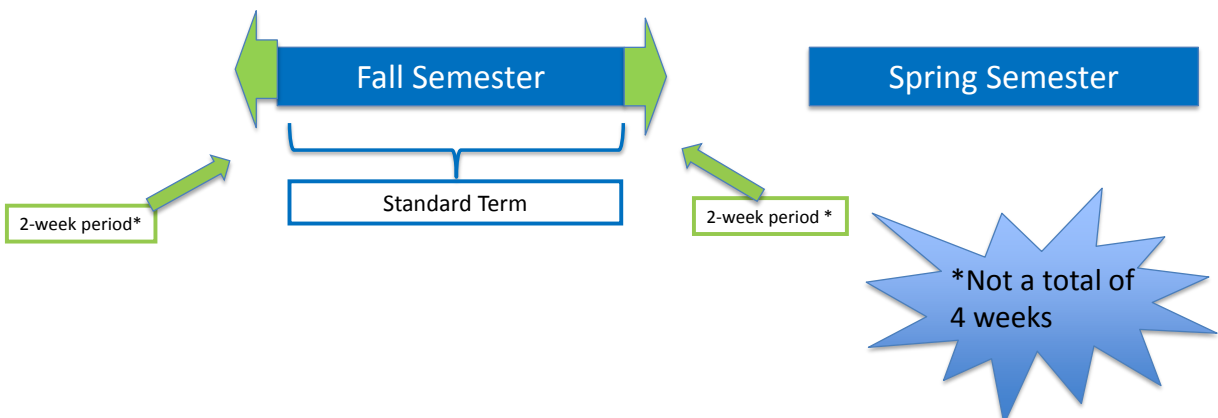 Fall Semester
Spring Semester
Standard Term
2-week period*
2-week period *
*Not a total of
4 weeks